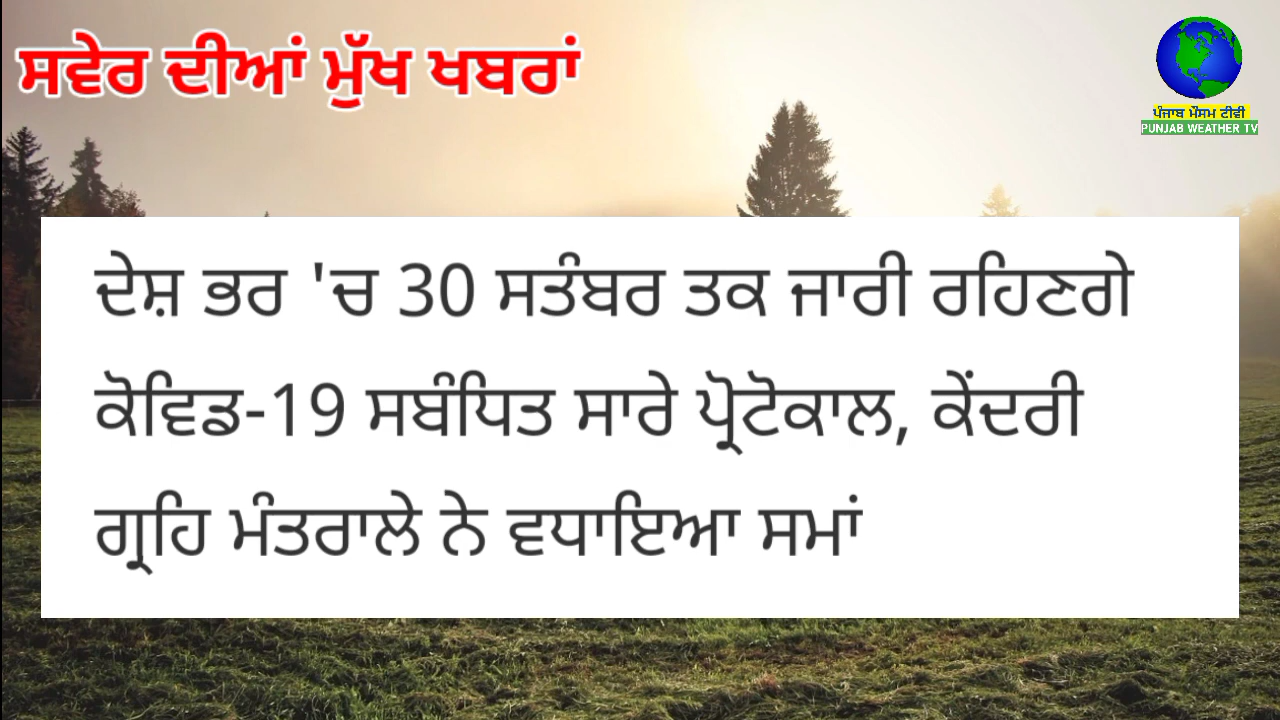 ਸਵੇਰ ਦੀਆਂ ਮੁੱਖ ਖਬਰਾਂ
ਪੰਜਾਬ ਮੌਸਮ ਟੀਵੀ
PUNJAB WEATHER TV
ਦੇਸ਼ ਭਰ 'ਚ 30 ਸਤੰਬਰ ਤਕ ਜਾਰੀ ਰਹਿਣਗੇ
ਕੋਵਿਡ-19 ਸਬੰਧਿਤ ਸਾਰੇ ਪ੍ਰੋਟੋਕਾਲ, ਕੇਂਦਰੀ
ਗ੍ਰਹਿ ਮੰਤਰਾਲੇ ਨੇ ਵਧਾਇਆ ਸਮਾਂ